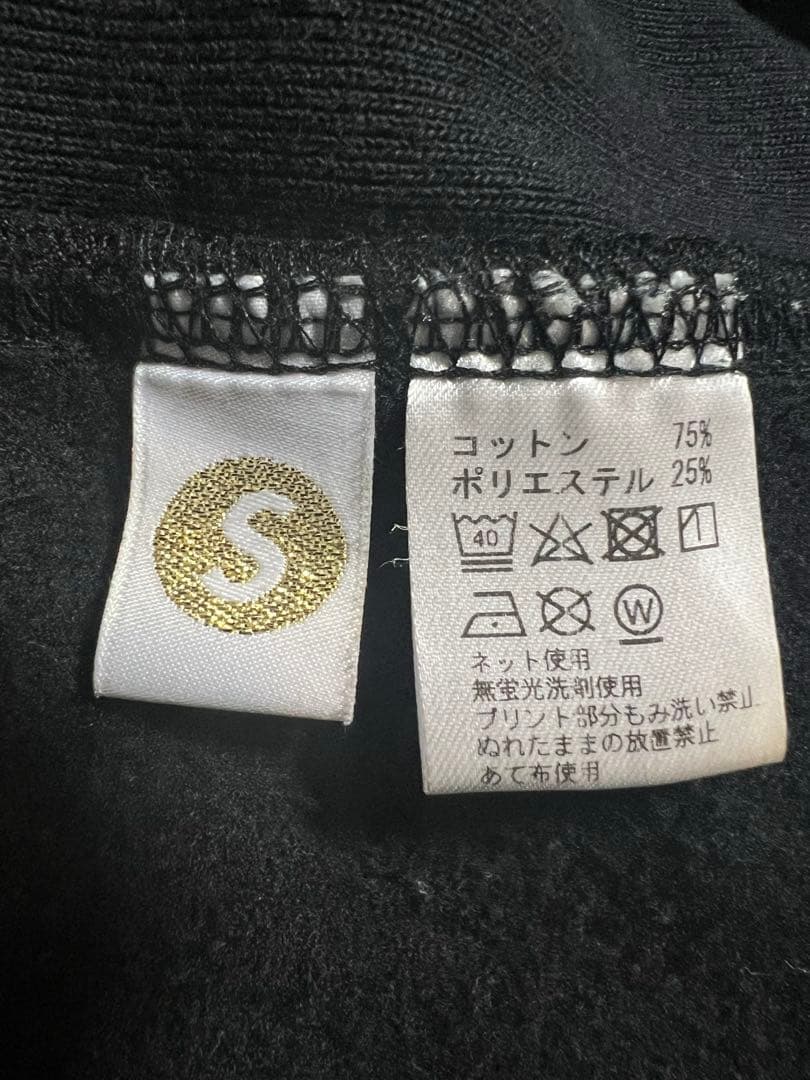 S
コットン 75%
ポリエステル 25%
40
W
ネット使用
無蛍光洗剤使用
プリント部分もみ洗い禁止
ぬれたままの放置禁止
あて布使用